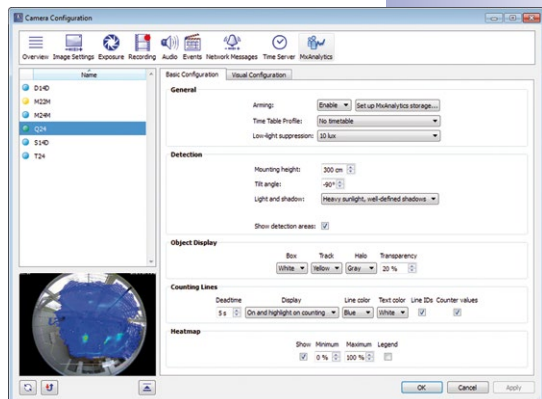 Camera Configuration
Overview Image Settings Exposure Recording Audio Events Network Messages Time Server MxAnalytics
Name
D14D
M22M
M24M
Q24
S14D
T24
Basic Configuration Visual Configuration
General
Arming: Enable Set up MxAnalytics storage...
Time Table Profile: No timetable
Low-light suppression: 10 lux
Detection
Mounting height: 300 cm
Tilt angle: -90°
Light and shadow: Heavy sunlight, well-defined shadows
Show detection areas:
Object Display
Box Track Halo Transparency
White Yellow Gray 20 %
Counting Lines
Deadtime Display Line color Text color Line IDs Counter values
5 s On and highlight on counting Blue White
Heatmap
Show Minimum Maximum Legend
0 % 100 %
OK Cancel Apply